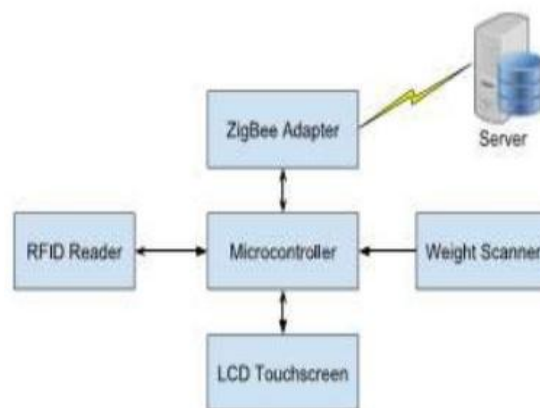 Server
ZigBee Adapter
RFID Reader
Microcontroller
Weight Scanner
LCD Touchscreen